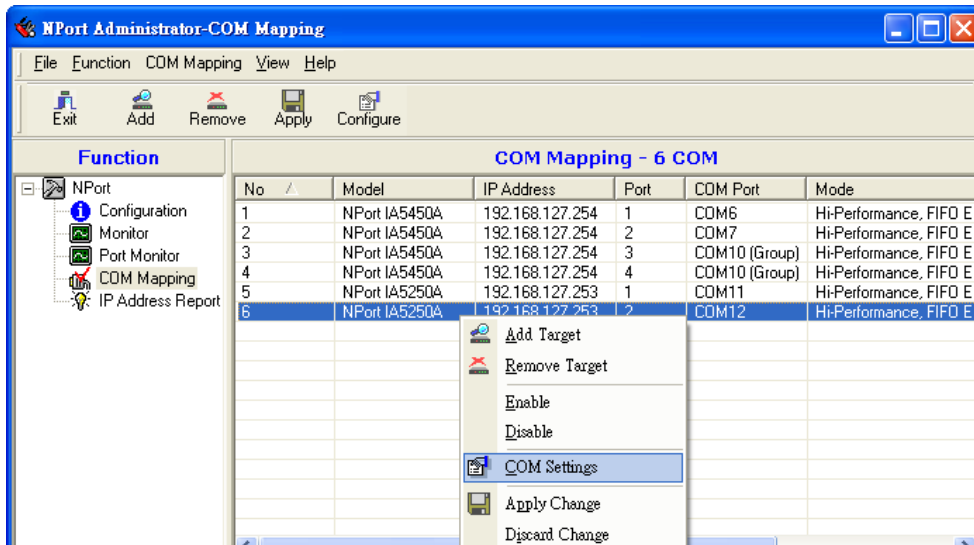 NPort Administrator-COM Mapping
File Function COM Mapping View Help
Exit Add Remove Apply Configure
Function
COM Mapping - 6 COM
NPort
Configuration
Monitor
Port Monitor
COM Mapping
IP Address Report
No Model IP Address Port COM Port Mode
1 NPort IA5450A 192.168.127.254 1 COM6 Hi-Performance, FIFO E
2 NPort IA5450A 192.168.127.254 2 COM7 Hi-Performance, FIFO E
3 NPort IA5450A 192.168.127.254 3 COM10 (Group) Hi-Performance, FIFO E
4 NPort IA5450A 192.168.127.254 4 COM10 (Group) Hi-Performance, FIFO E
5 NPort IA5250A 192.168.127.253 1 COM11 Hi-Performance, FIFO E
6 NPort IA5250A 192.168.127.253 2 COM12 Hi-Performance, FIFO E
Add Target
Remove Target
Enable
Disable
COM Settings
Apply Change
Discard Change